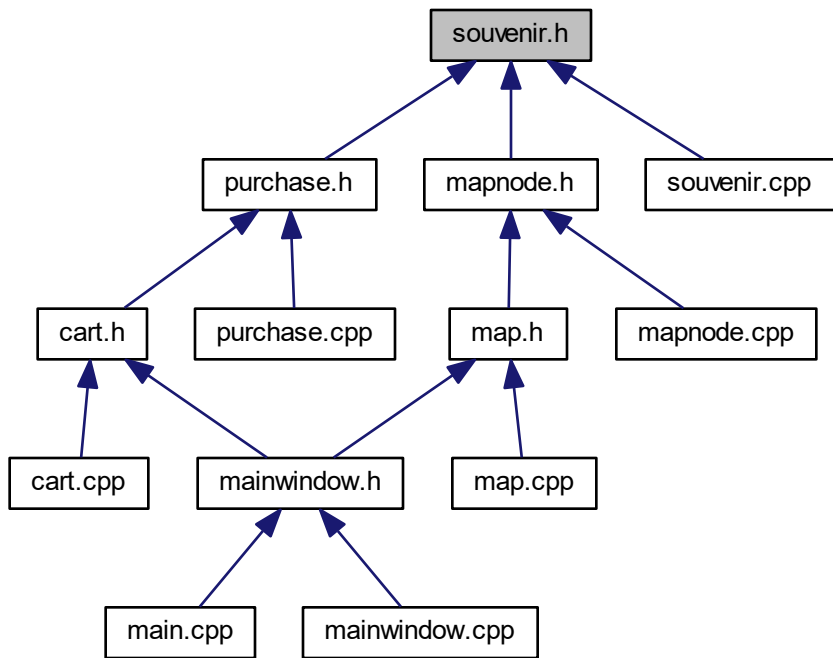 souvenir.h
purchase.h
mapnode.h
souvenir.cpp
cart.h
purchase.cpp
map.h
mapnode.cpp
cart.cpp
mainwindow.h
map.cpp
main.cpp
mainwindow.cpp